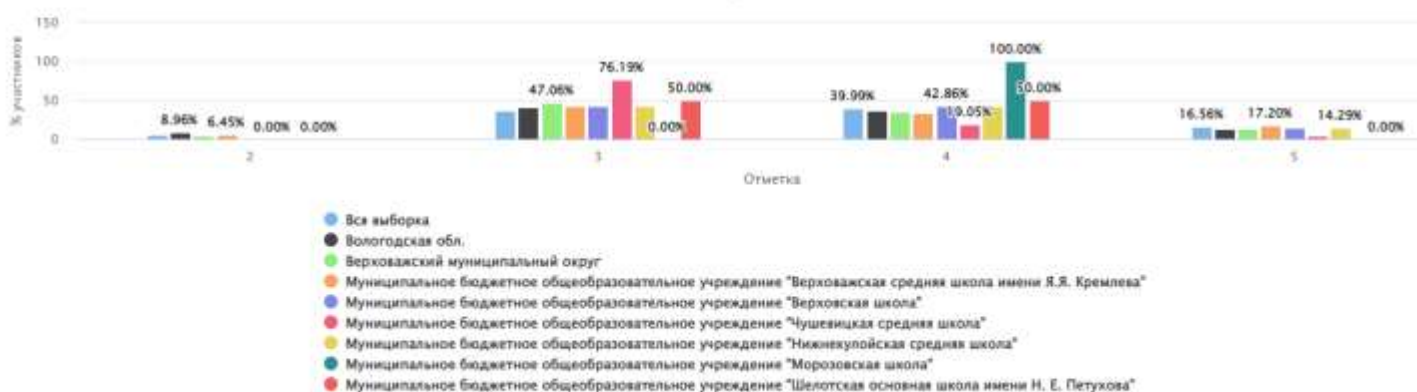 150
100.00%
100
76.19%
% участников
47.06%
50.00%
39.99%
42.86%
50.00%
50
19.05%
16.56%
17.20%
14.29%
8.96%
6.45%
0.00%
0.00%
0.00%
0.00%
0
2
3
4
5
Отметка
Вся выборка
Вологодская обл.
Верховажский муниципальный округ
Муниципальное бюджетное общеобразовательное учреждение "Верховажская средняя школа имени Я.Я. Кремлева"
Муниципальное бюджетное общеобразовательное учреждение "Верховская школа"
Муниципальное бюджетное общеобразовательное учреждение "Чушевицкая средняя школа"
Муниципальное бюджетное общеобразовательное учреждение "Нижнекулойская средняя школа"
Муниципальное бюджетное общеобразовательное учреждение "Морозовская школа"
Муниципальное бюджетное общеобразовательное учреждение "Шелотская основная школа имени Н. Е. Петухова"